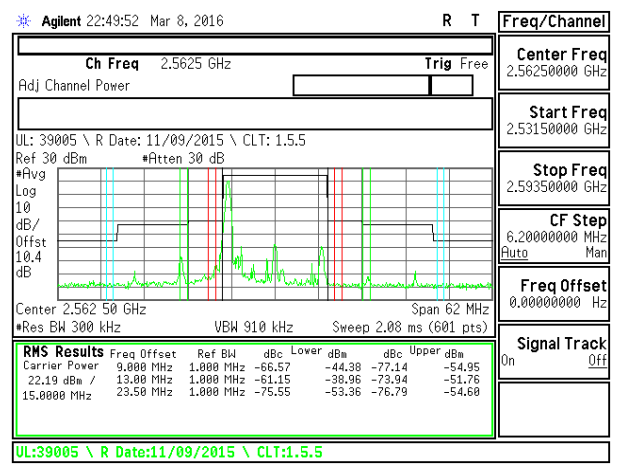 Agilent 22:49:52 Mar 8, 2016 R T
Freq/Channel
Ch Freq 2.5625 GHz Trig Free
Adj Channel Power
UL: 39005 \ R Date: 11/09/2015 \ CLT: 1.5.5
Ref 30 dBm #Atten 30 dB
#Avg
Log
10
dB/
Offst
10.4
dB
Center 2.562 50 GHz Span 62 MHz
#Res BW 300 kHz VBW 910 kHz Sweep 2.08 ms (601 pts)
RMS Results Freq Offset Ref BW dBc Lower dBm dBc Upper dBm
Carrier Power 9.000 MHz 1.000 MHz -66.57 -44.38 -77.14 -54.95
22.19 dBm / 13.00 MHz 1.000 MHz -61.15 -38.96 -73.94 -51.76
15.0000 MHz 23.50 MHz 1.000 MHz -75.55 -53.36 -76.79 -54.60
UL:39005 \ R Date:11/09/2015 \ CLT:1.5.5
Center Freq
2.56250000 GHz
Start Freq
2.53150000 GHz
Stop Freq
2.59350000 GHz
CF Step
6.20000000 MHz
Auto Man
Freq Offset
0.00000000 Hz
Signal Track
On Off